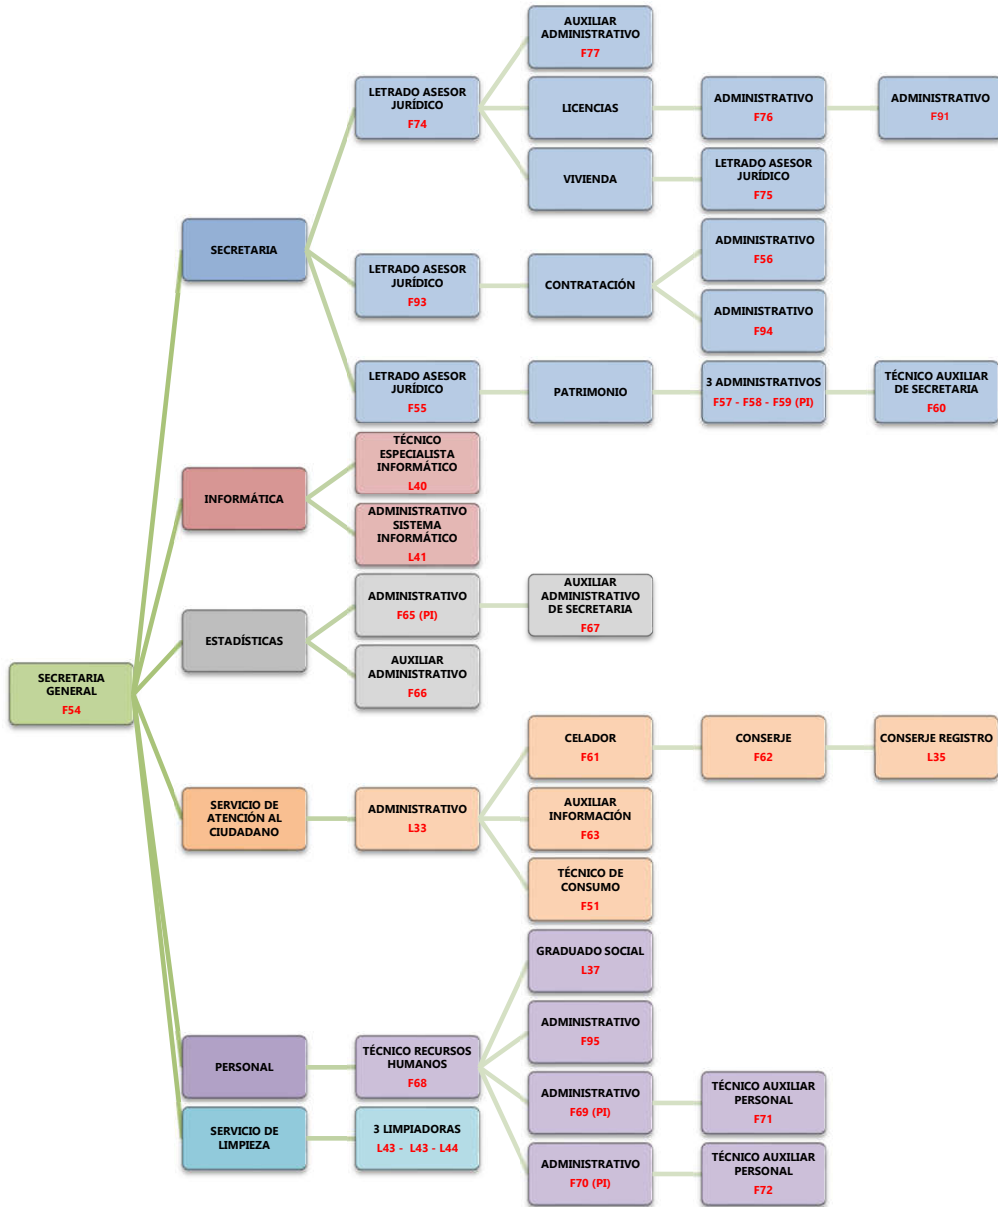 SECRETARIA
GENERAL
F54
SECRETARIA
LETRADO ASESOR
JURÍDICO
F74
AUXILIAR
ADMINISTRATIVO
F77
LICENCIAS
ADMINISTRATIVO
F76
ADMINISTRATIVO
F91
VIVIENDA
LETRADO ASESOR
JURÍDICO
F75
LETRADO ASESOR
JURÍDICO
F93
CONTRATACIÓN
ADMINISTRATIVO
F56
ADMINISTRATIVO
F94
LETRADO ASESOR
JURÍDICO
F55
PATRIMONIO
3 ADMINISTRATIVOS
F57 - F58 - F59 (PI)
TÉCNICO AUXILIAR
DE SECRETARIA
F60
INFORMÁTICA
TÉCNICO
ESPECIALISTA
INFORMÁTICO
L40
ADMINISTRATIVO
SISTEMA
INFORMÁTICO
L41
ESTADÍSTICAS
ADMINISTRATIVO
F65 (PI)
AUXILIAR
ADMINISTRATIVO
DE SECRETARIA
F67
AUXILIAR
ADMINISTRATIVO
F66
SERVICIO DE
ATENCIÓN AL
CIUDADANO
ADMINISTRATIVO
L33
CELADOR
F61
CONSERJE
F62
CONSERJE REGISTRO
L35
AUXILIAR
INFORMACIÓN
F63
TÉCNICO DE
CONSUMO
F51
PERSONAL
TÉCNICO RECURSOS
HUMANOS
F68
GRADUADO SOCIAL
L37
ADMINISTRATIVO
F95
ADMINISTRATIVO
F69 (PI)
TÉCNICO AUXILIAR
PERSONAL
F71
ADMINISTRATIVO
F70 (PI)
TÉCNICO AUXILIAR
PERSONAL
F72
SERVICIO DE
LIMPIEZA
3 LIMPIADORAS
L43 - L43 - L44